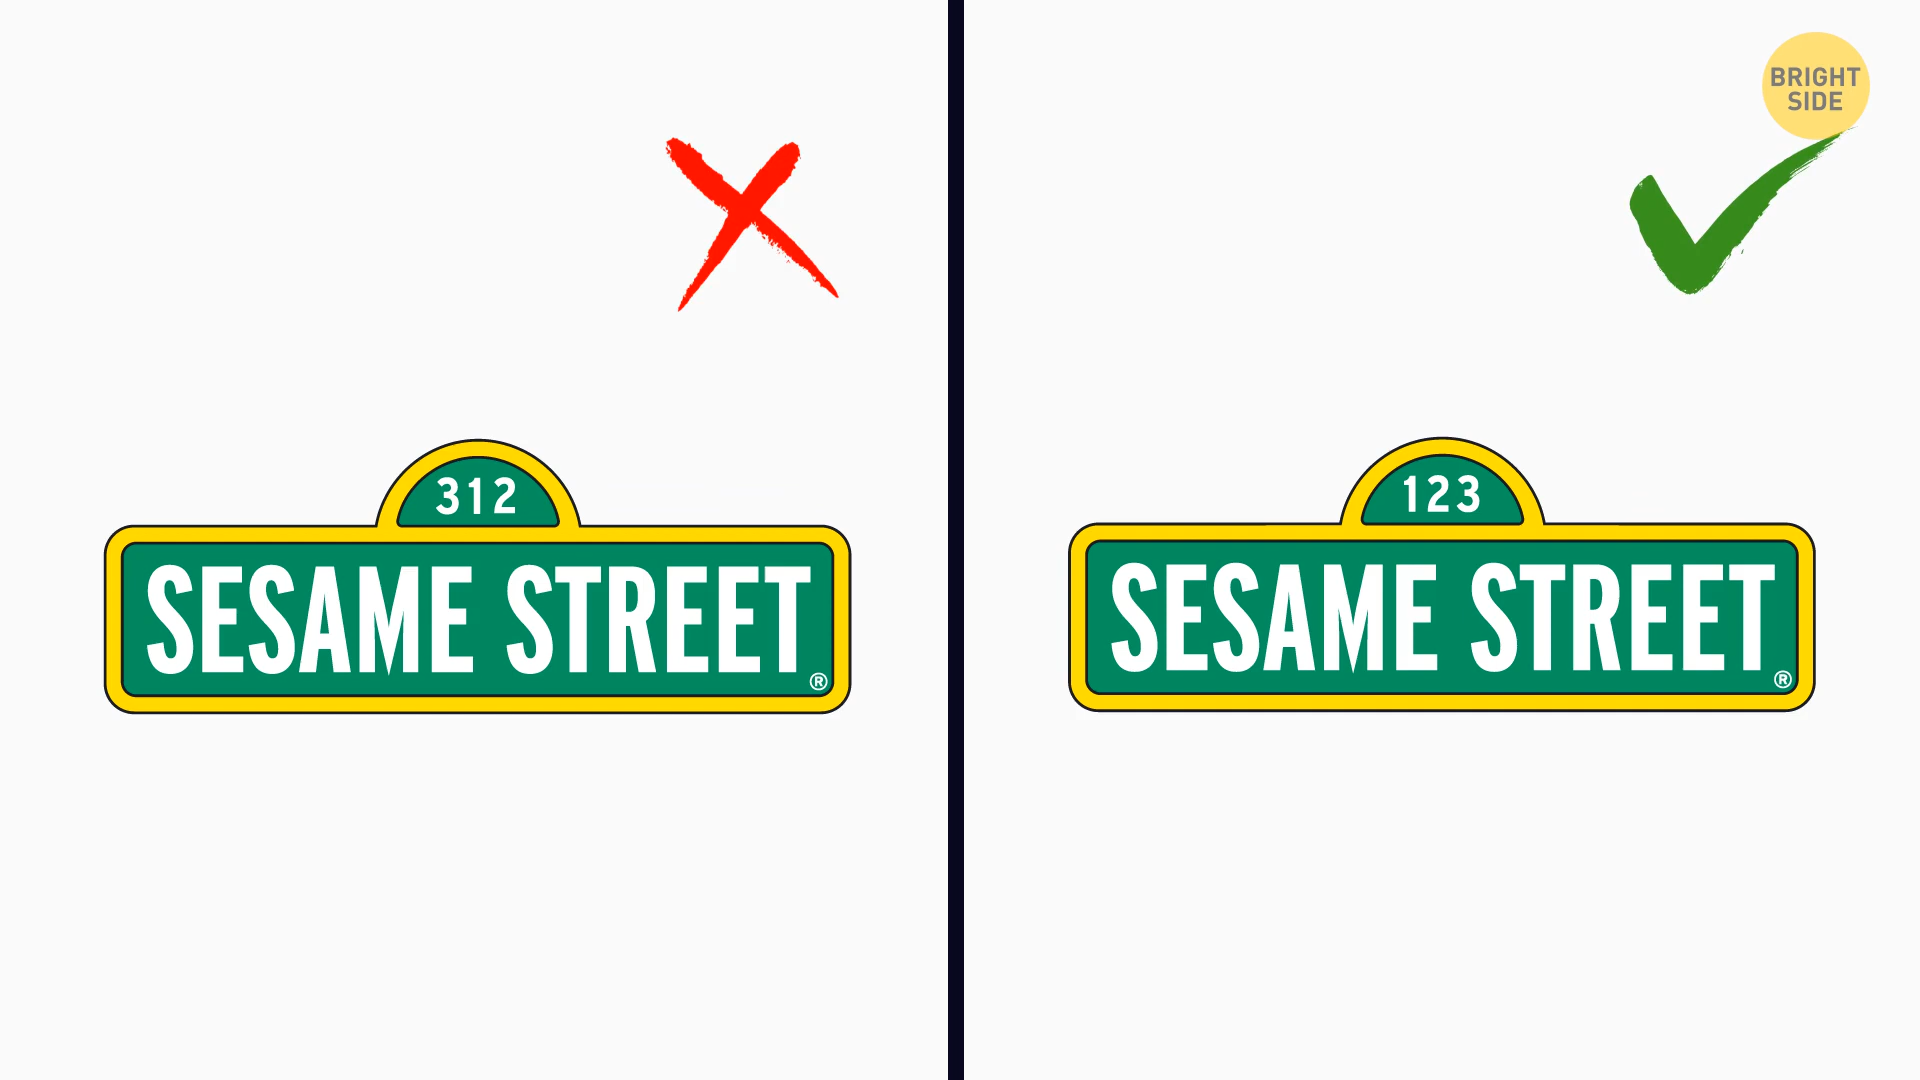 312
SESAME STREET
®
BRIGHT
SIDE
123
SESAME STREET
®